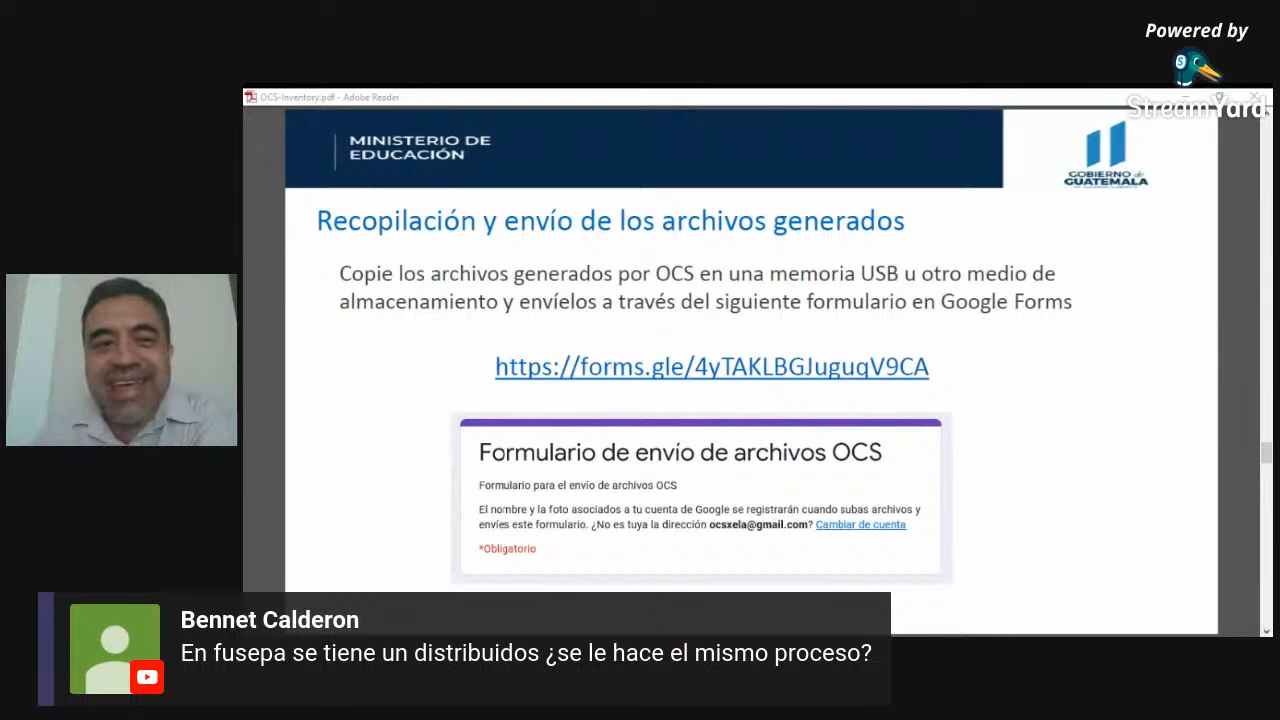 Powered by
StreamYard
OCS-Inventory.pdf - Adobe Reader
MINISTERIO DE
EDUCACIÓN
GOBIERNO de
GUATEMALA
Recopilación y envío de los archivos generados
Copie los archivos generados por OCS en una memoria USB u otro medio de
almacenamiento y envíelos a través del siguiente formulario en Google Forms
https://forms.gle/4yTAKLBGJuguqV9CA
Formulario de envío de archivos OCS
Formulario para el envío de archivos OCS
El nombre y la foto asociados a tu cuenta de Google se registrarán cuando subas archivos y
envíes este formulario. ¿No es tuya la dirección ocsxela@gmail.com? Cambiar de cuenta
*Obligatorio
Bennet Calderon
En fusepa se tiene un distribuidos ¿se le hace el mismo proceso?